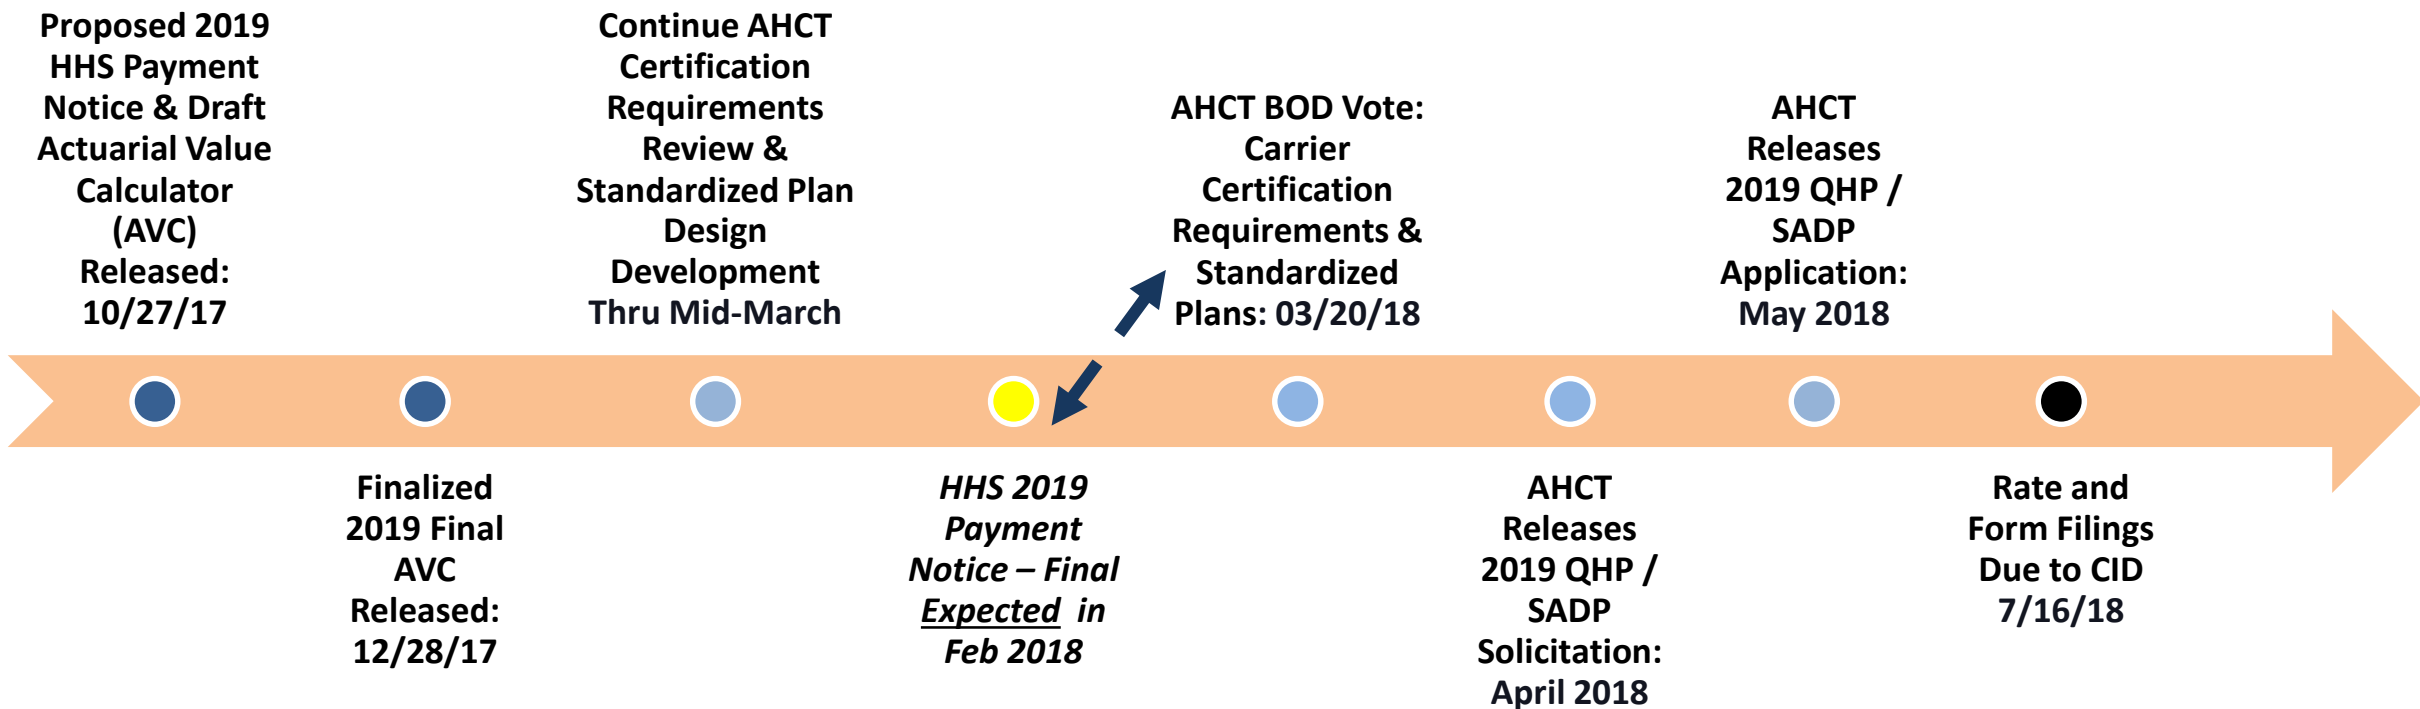 Proposed 2019
HHS Payment
Notice & Draft
Actuarial Value
Calculator
(AVC)
Released:
10/27/17
Finalized
2019 Final
AVC
Released:
12/28/17
Continue AHCT
Certification
Requirements
Review &
Standardized Plan
Design
Development
Thru Mid-March
HHS 2019
Payment
Notice – Final
Expected in
Feb 2018
AHCT BOD Vote:
Carrier
Certification
Requirements &
Standardized
Plans: 03/20/18
AHCT
Releases
2019 QHP /
SADP
Solicitation:
April 2018
AHCT
Releases
2019 QHP /
SADP
Application:
May 2018
Rate and
Form Filings
Due to CID
7/16/18